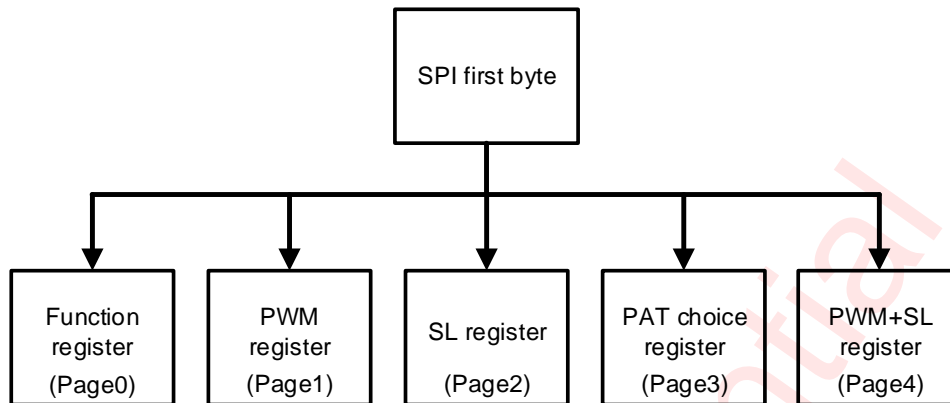 SPI first byte
Function
register
(Page0)
PWM
register
(Page1)
SL register
(Page2)
PAT choice
register
(Page3)
PWM+SL
register
(Page4)
ntial